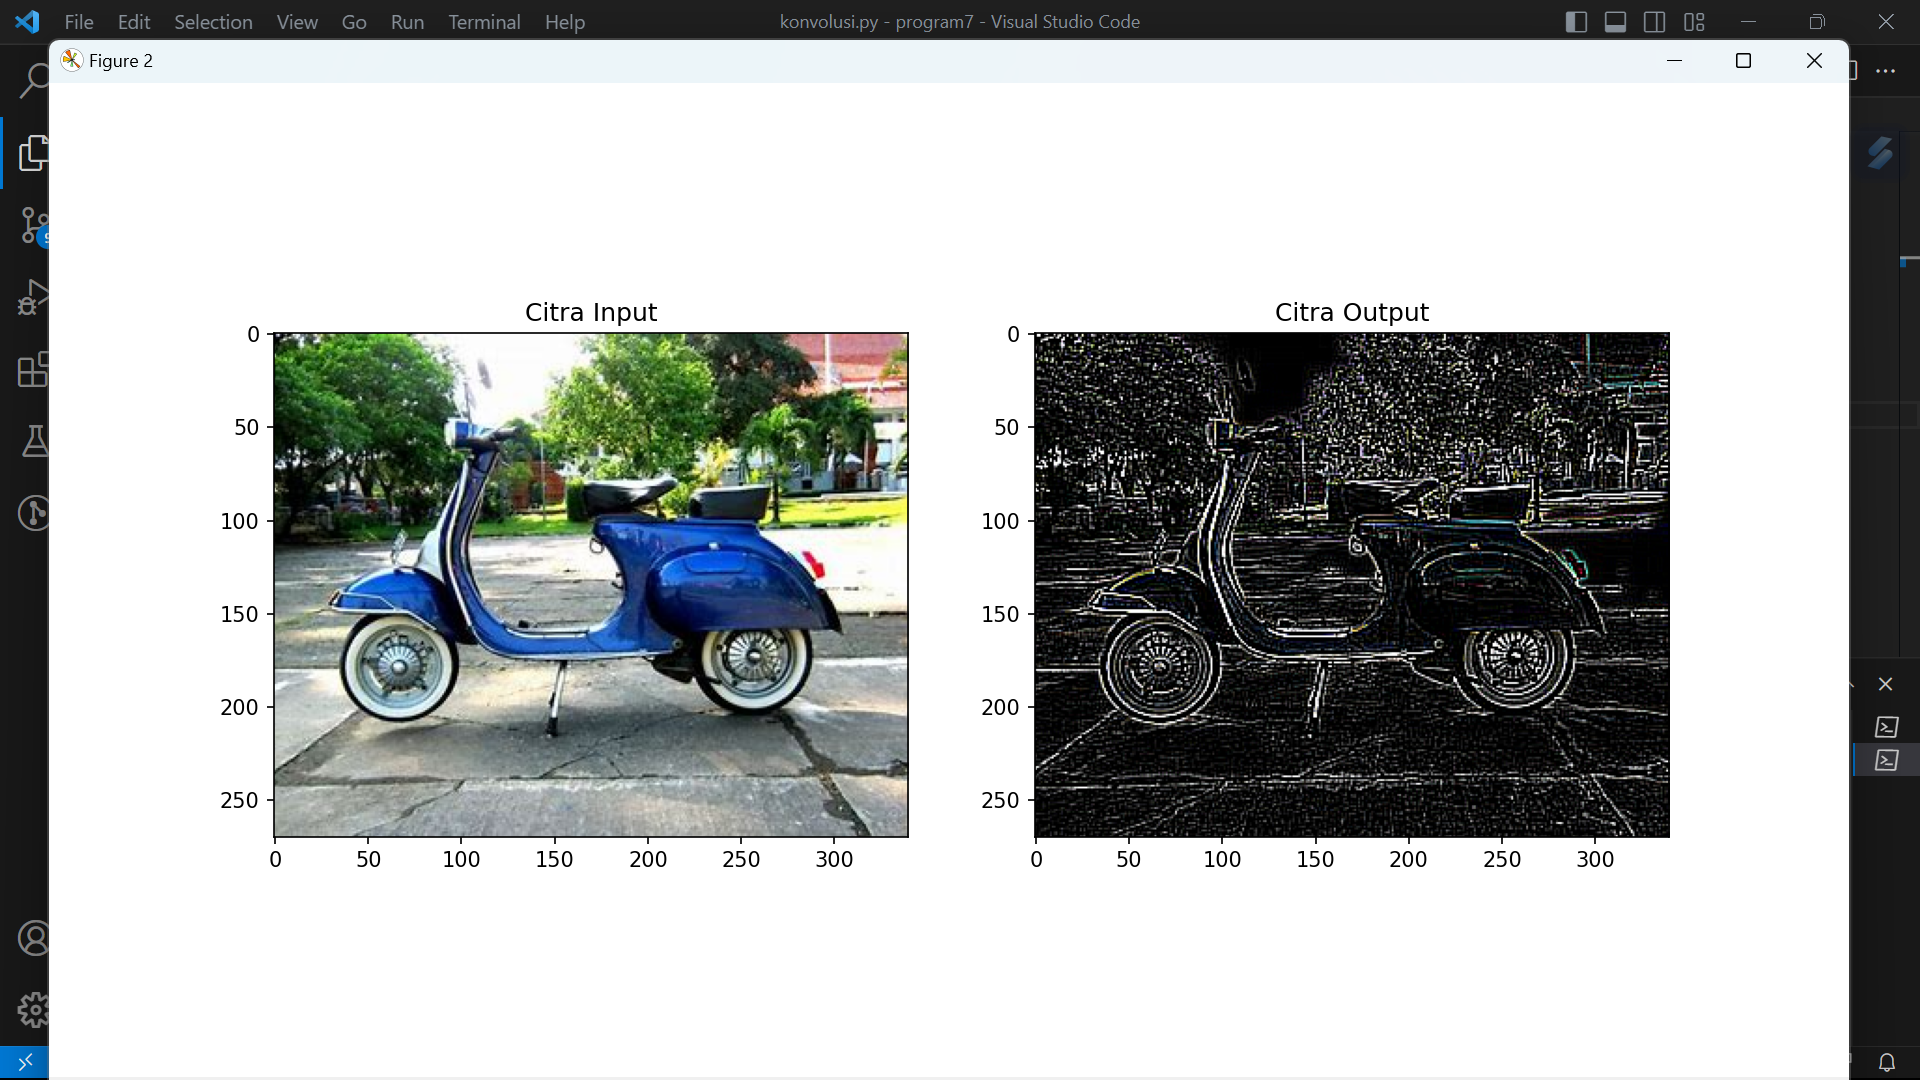 File Edit Selection View Go Run Terminal Help
konvolusi.py - program7 - Visual Studio Code
Figure 2
Citra Input
0
50
100
150
200
250
0 50 100 150 200 250 300
Citra Output
0
50
100
150
200
250
0 50 100 150 200 250 300